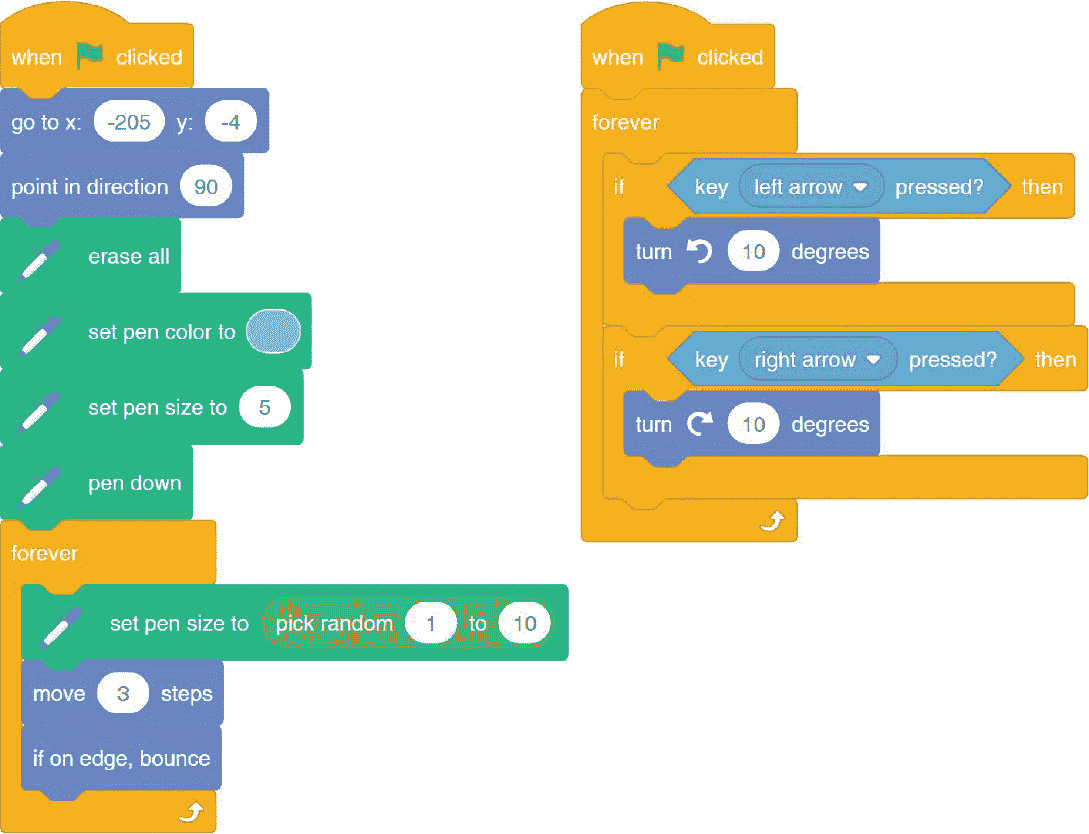 when clicked
go to x: -205 y: -4
point in direction 90
erase all
set pen color to
set pen size to 5
pen down
forever
set pen size to pick random 1 to 10
move 3 steps
if on edge, bounce
when clicked
forever
if key left arrow pressed? then
turn 10 degrees
if key right arrow pressed? then
turn 10 degrees